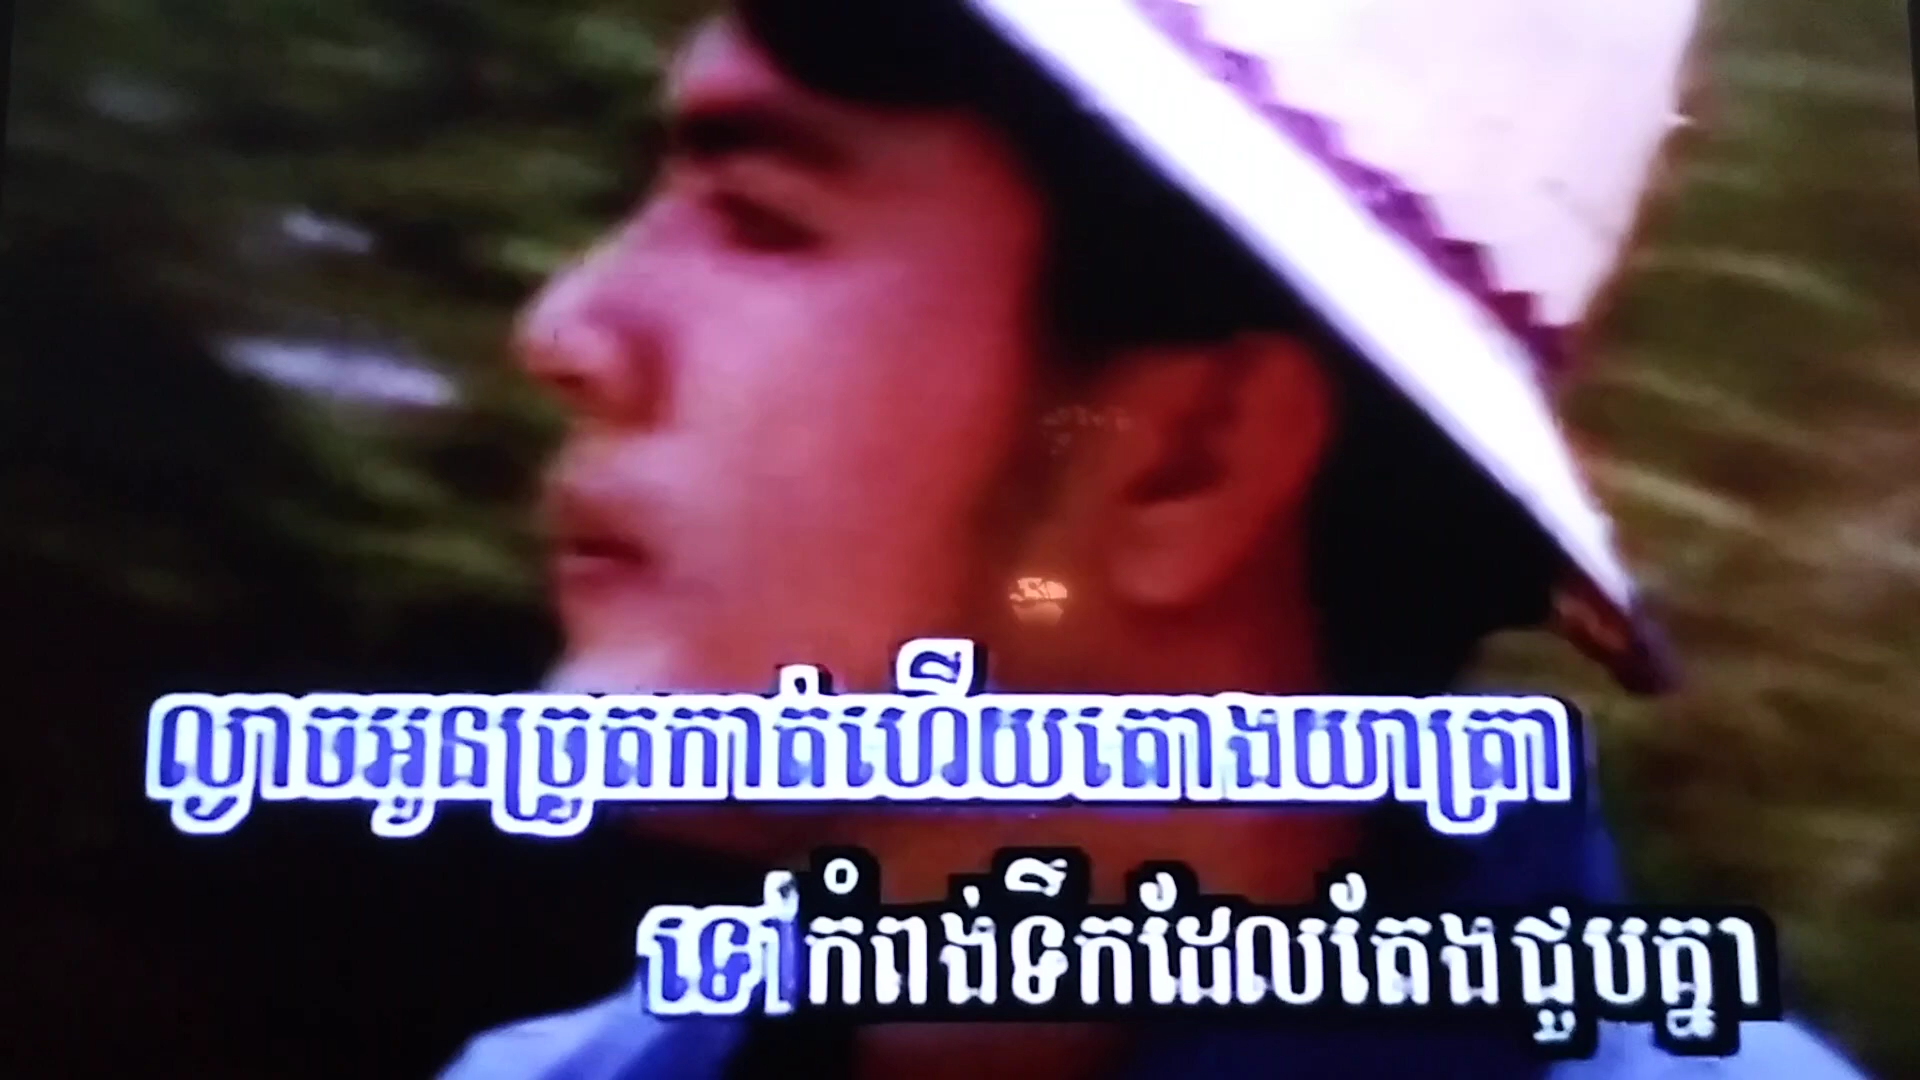 ល្ងាចអូនច្រូតកាត់ហើយតោងយាត្រា
ទៅកំពង់ទឹកដែលតែងជួបគ្នា